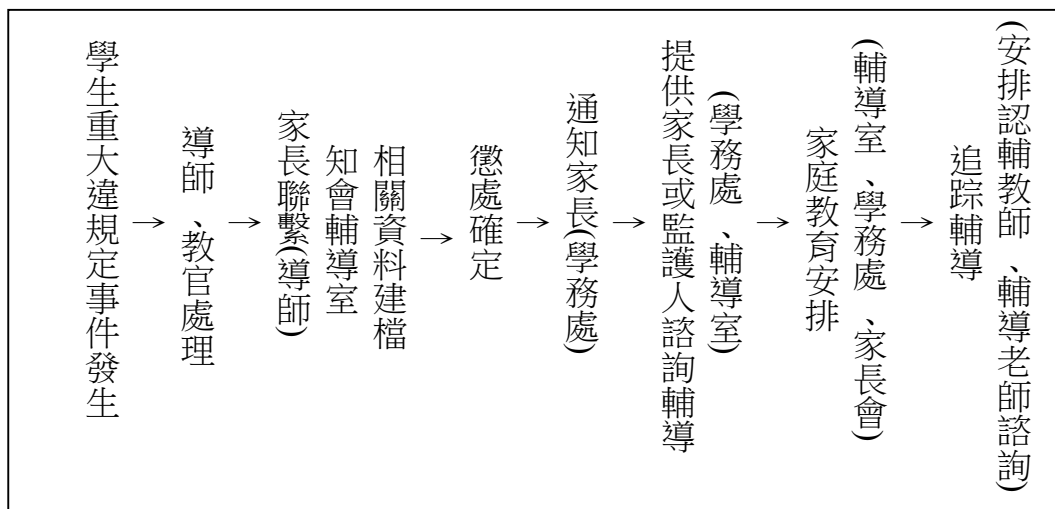 學生重大違規定事件發生
→
導師、教官處理
→
家長聯繫(導師)
知會輔導室
相關資料建檔
→
懲處確定
→
通知家長(學務處)
→
提供家長或監護人諮詢輔導
(學務處、輔導室)
→
家庭教育安排
(輔導室、學務處、家長會)
→
追踪輔導
(安排認輔教師、輔導老師諮詢)